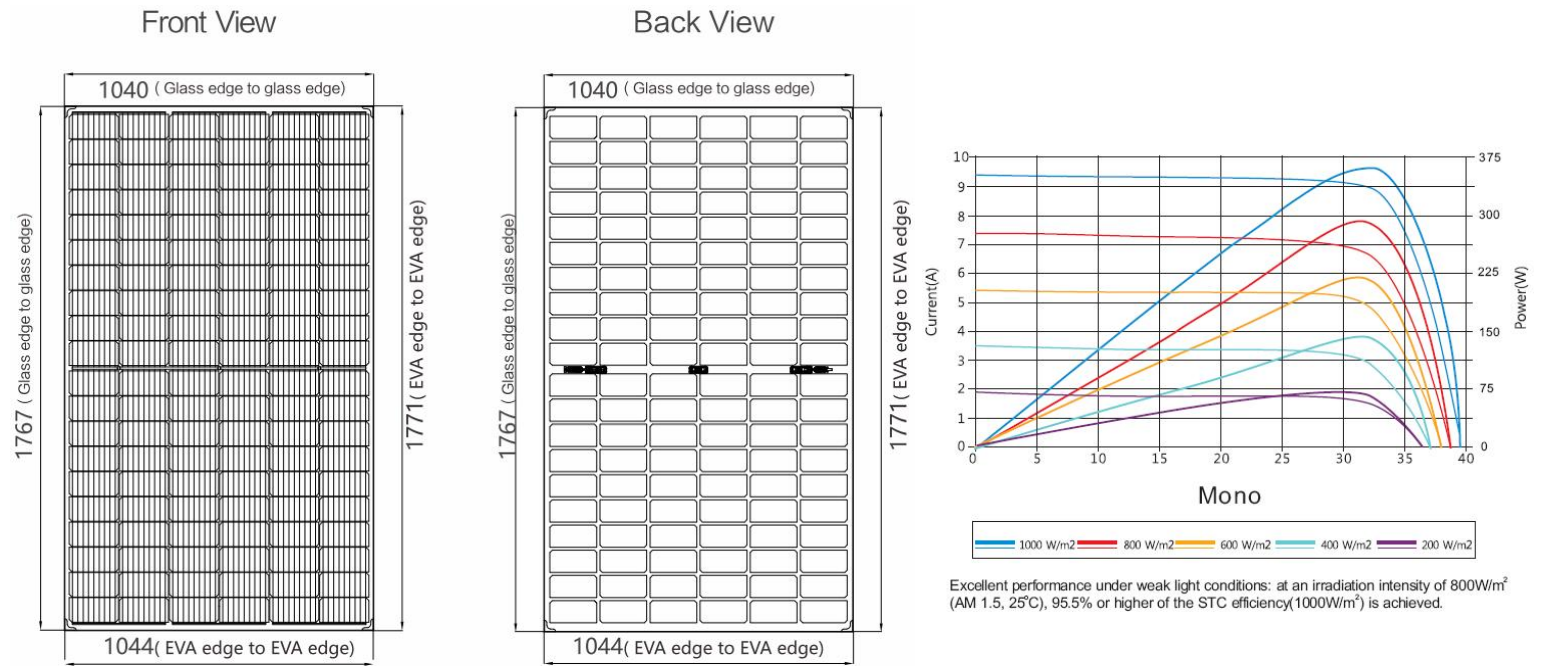 Front View
1040 ( Glass edge to glass edge)
1767 ( Glass edge to glass edge)
1771( EVA edge to EVA edge)
1044( EVA edge to EVA edge)
Back View
1040 ( Glass edge to glass edge)
1767 ( Glass edge to glass edge)
1771( EVA edge to EVA edge)
1044( EVA edge to EVA edge)
Current(A)
10
9
8
7
6
5
4
3
2
1
0
0 5 10 15 20 25 30 35 40
375
300
225
150
75
0
Power(W)
Mono
1000 W/m2 800 W/m2 600 W/m2 400 W/m2 200 W/m2
Excellent performance under weak light conditions: at an irradiation intensity of 800W/m²
(AM 1.5, 25°C), 95.5% or higher of the STC efficiency(1000W/m²) is achieved.